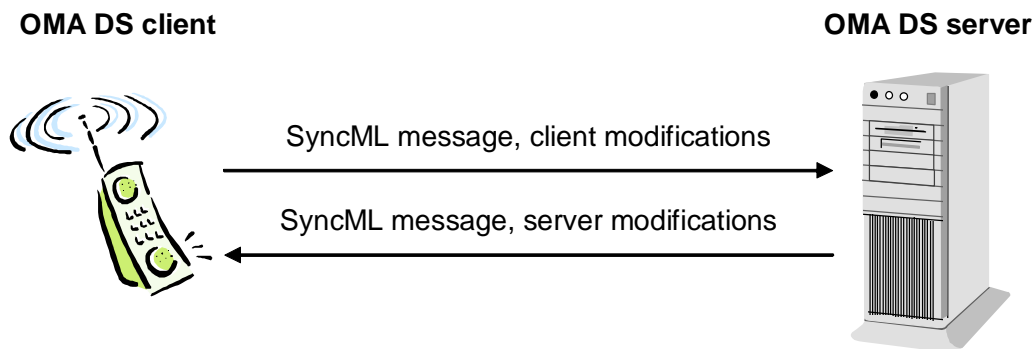 OMA DS client
OMA DS server
SyncML message, client modifications
SyncML message, server modifications